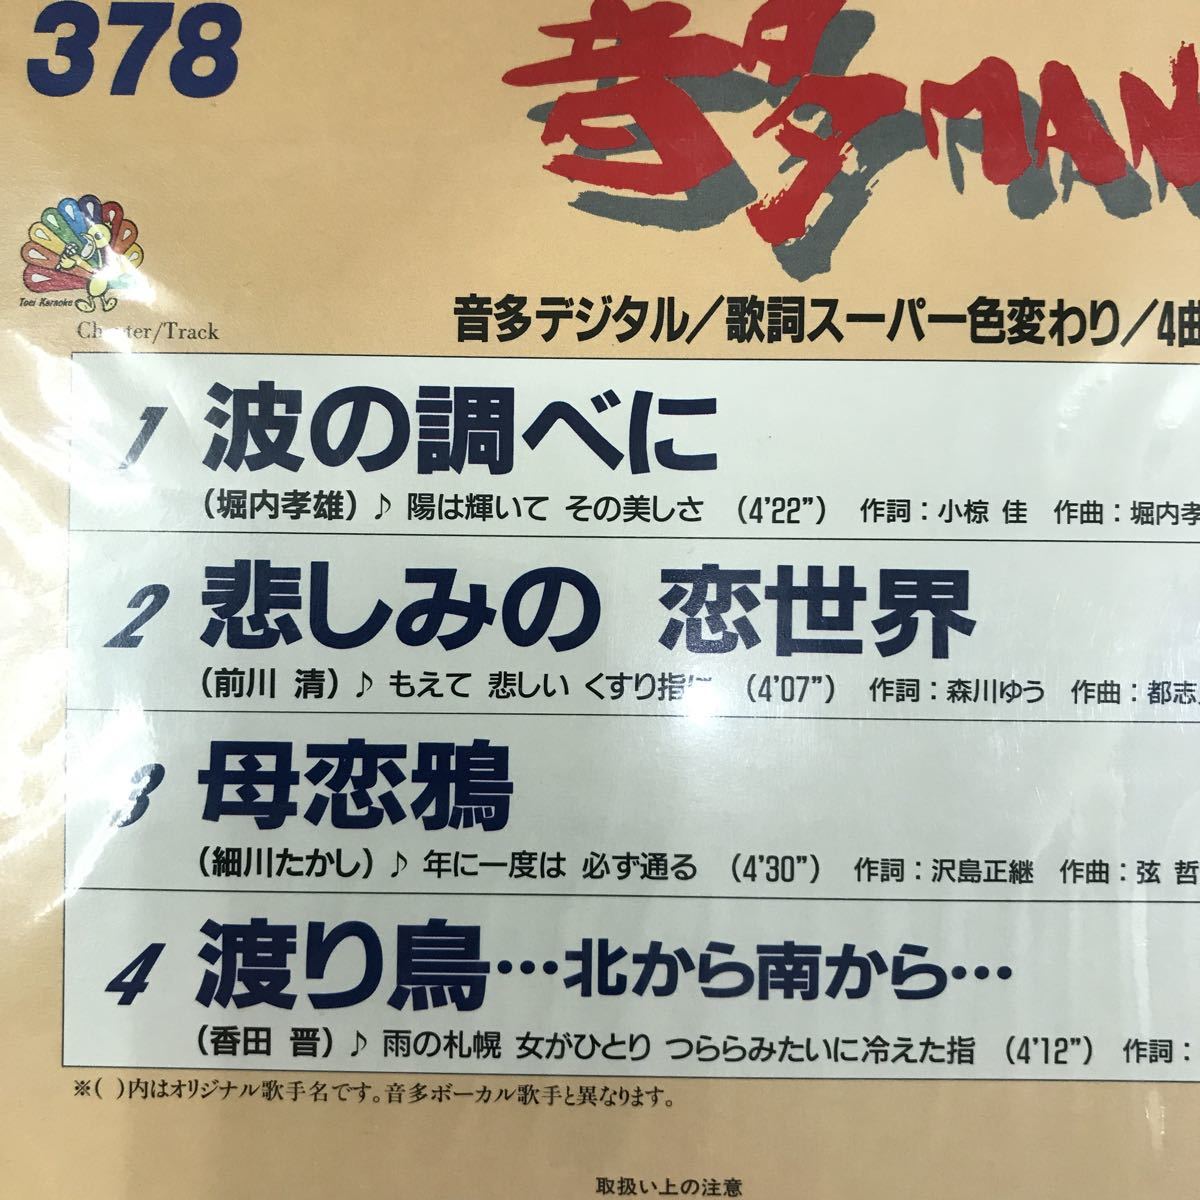 378
音多MAN
Toei Karaoke
Chapter/Track
音多デジタル/歌詞スーパー色変わり/4曲
1 波の調べに
(堀内孝雄)♪ 陽は輝いて その美しさ (4'22") 作詞：小椋 佳 作曲：堀内孝
2 悲しみの 恋世界
(前川 清)♪ もえて 悲しい くすり指に (4'07") 作詞：森川ゆう 作曲：都志
3 母恋鴉
(細川たかし)♪ 年に一度は 必ず通る (4'30") 作詞：沢島正継 作曲：弦 哲
4 渡り鳥…北から南から…
(香田 晋)♪ 雨の札幌 女がひとり つららみたいに冷えた指 (4'12") 作詞：
※( )内はオリジナル歌手名です。音多ボーカル歌手と異なります。
取扱い上の注意